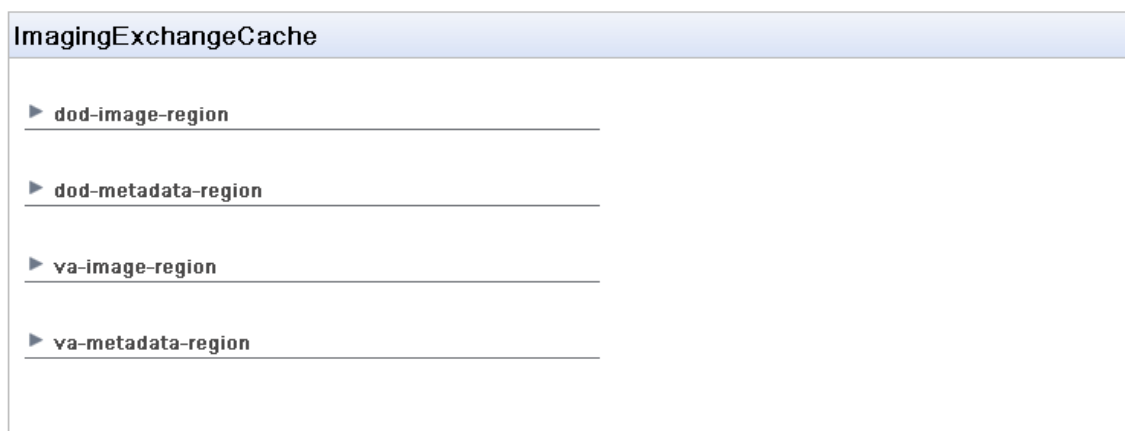 ImagingExchangeCache
dod-image-region
dod-metadata-region
va-image-region
va-metadata-region